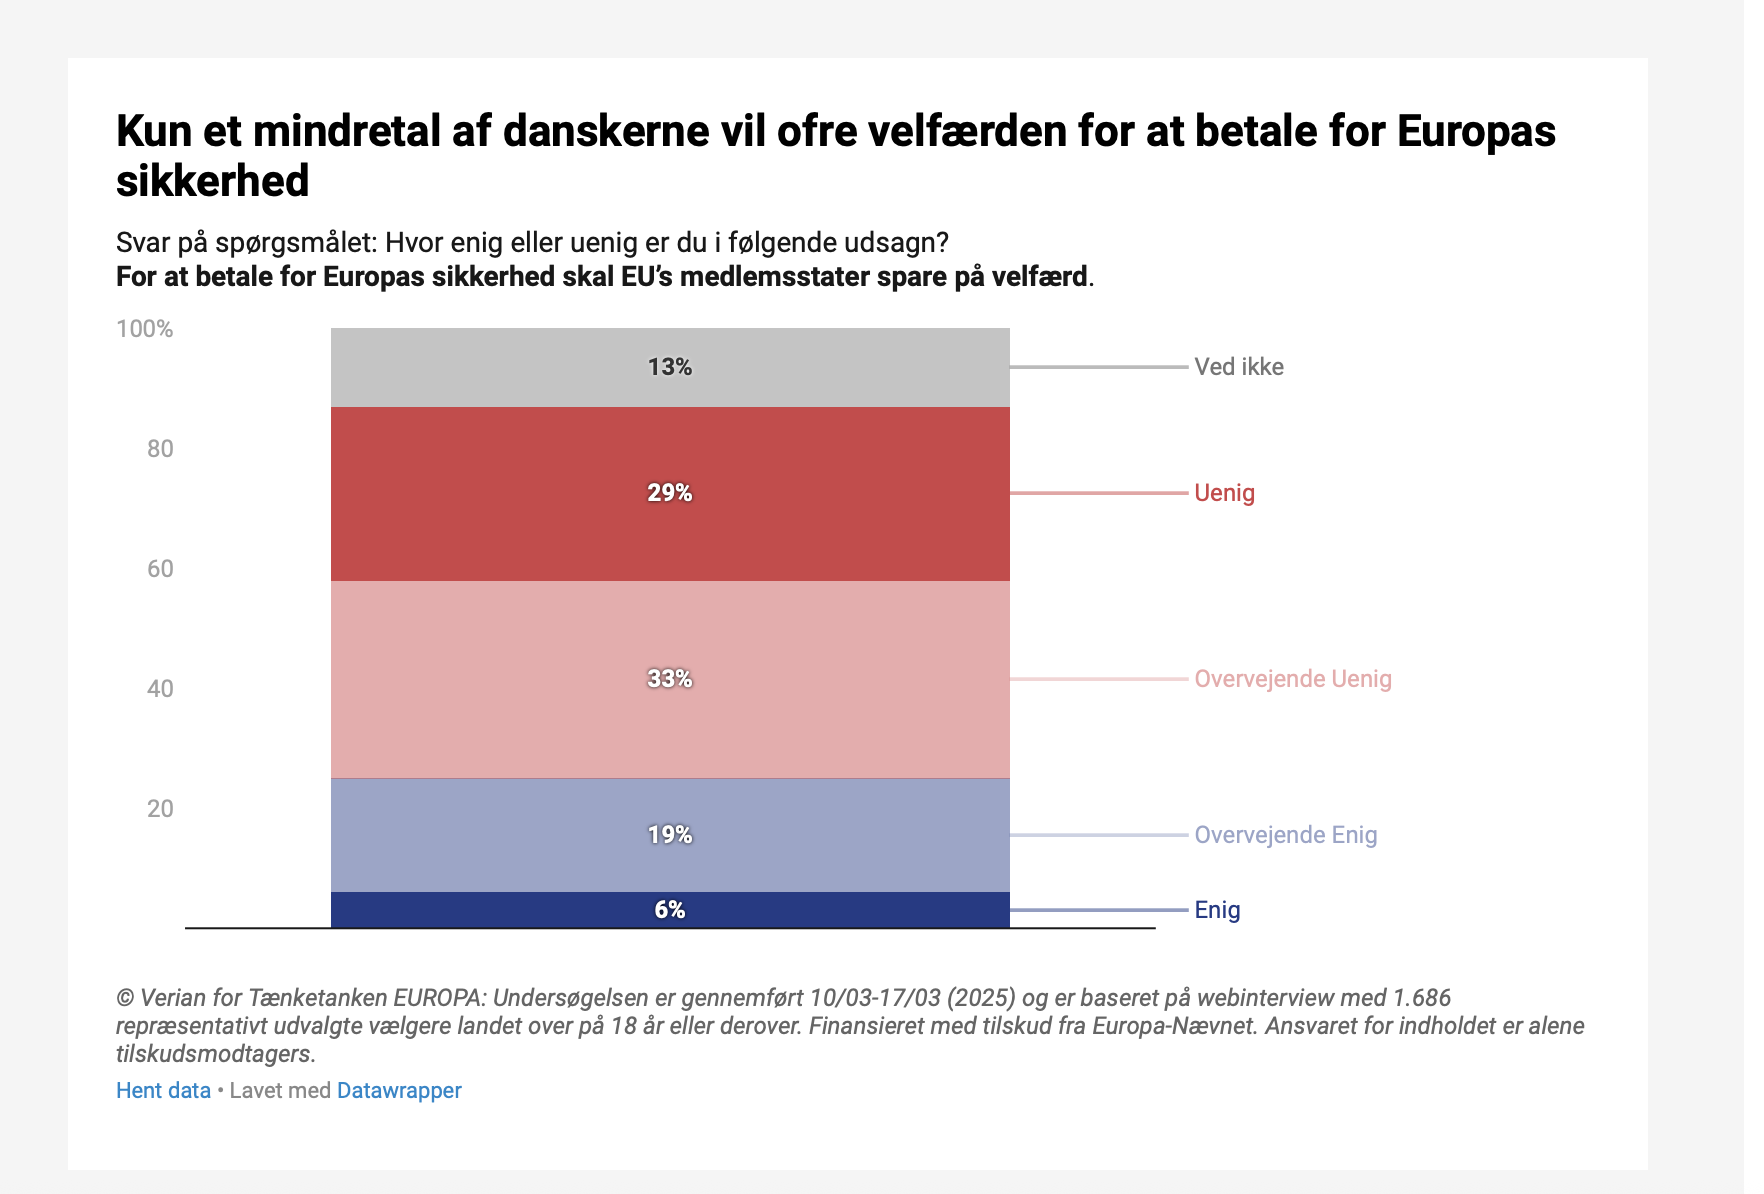 Kun et mindretal af danskerne vil ofre velfærden for at betale for Europas
sikkerhed
Svar på spørgsmålet: Hvor enig eller uenig er du i følgende udsagn?
For at betale for Europas sikkerhed skal EU's medlemsstater spare på velfærd.
100%
13%
Ved ikke
80
29%
Uenig
60
33%
Overvejende Uenig
40
20
19%
Overvejende Enig
6%
Enig
© Verian for Tænketanken EUROPA: Undersøgelsen er gennemført 10/03-17/03 (2025) og er baseret på webinterview med 1.686
repræsentativt udvalgte vælgere landet over på 18 år eller derover. Finansieret med tilskud fra Europa-Nævnet. Ansvaret for indholdet er alene
tilskudsmodtagers.
Hent data • Lavet med Datawrapper